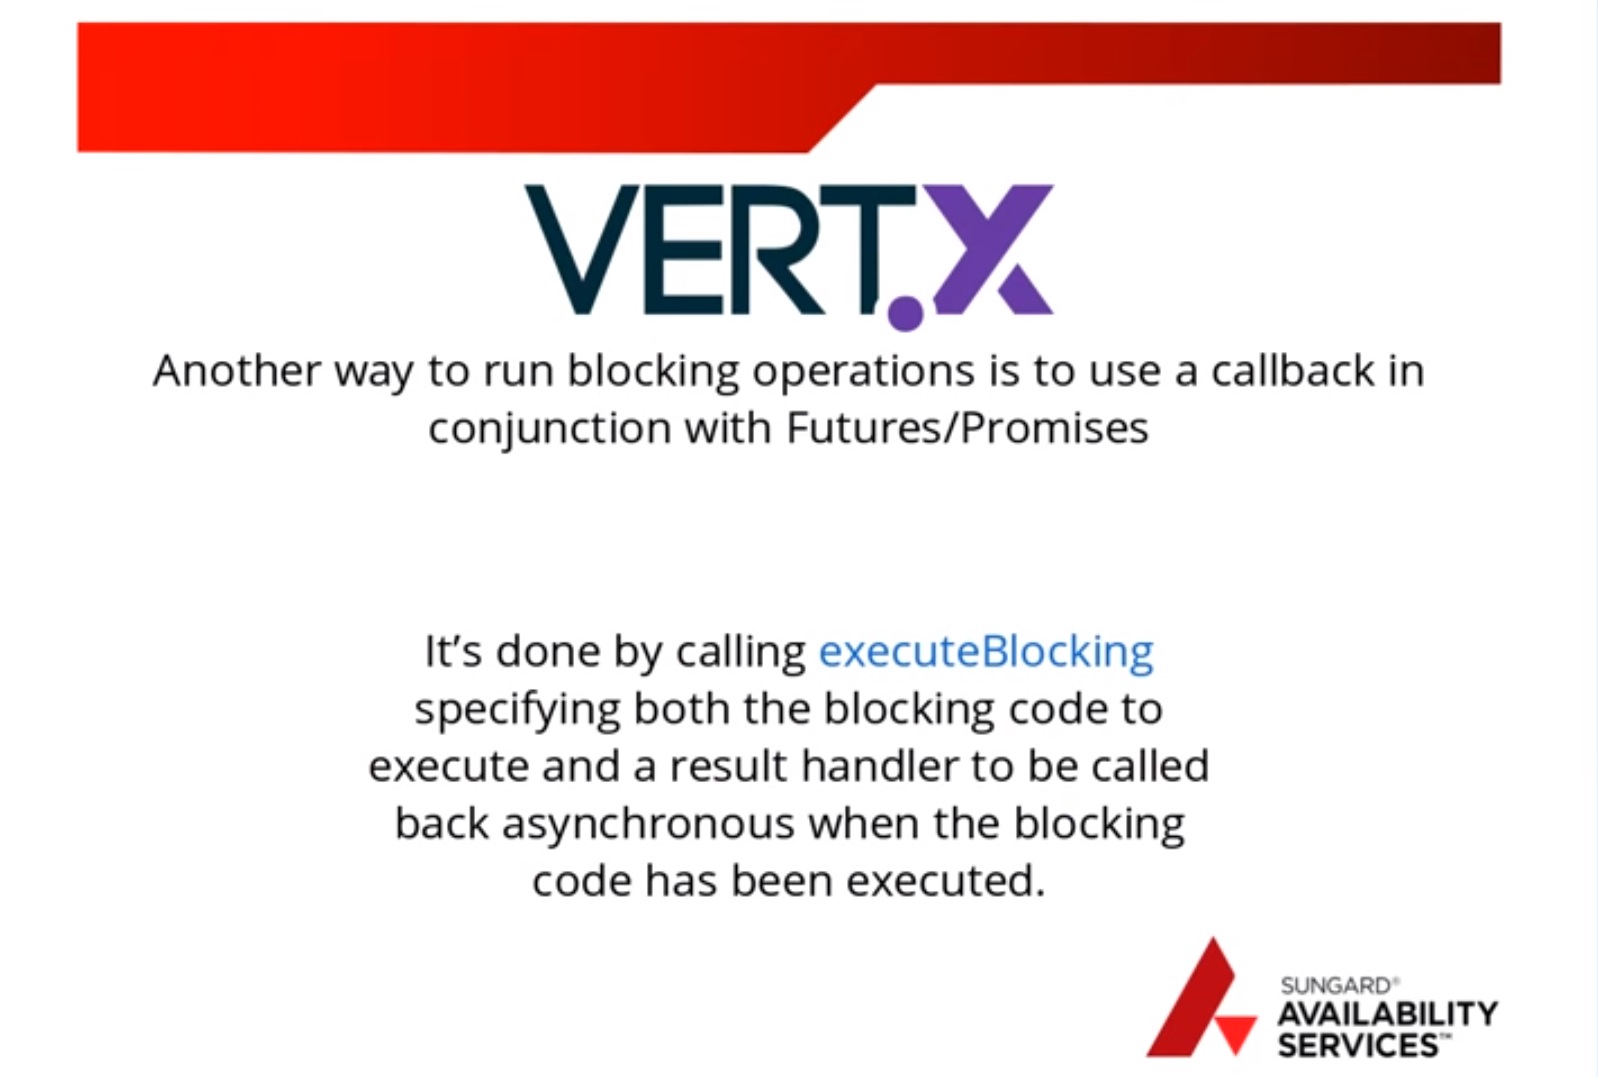 VERT.X
Another way to run blocking operations is to use a callback in
conjunction with Futures/Promises
It’s done by calling executeBlocking
specifying both the blocking code to
execute and a result handler to be called
back asynchronous when the blocking
code has been executed.
SUNGARD®
AVAILABILITY
SERVICES™